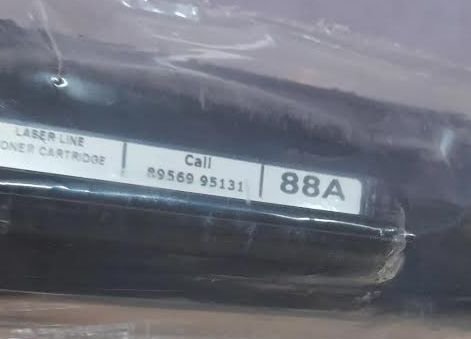 LASER LINE
ONER CARTRIDGE
Call
89569 95131
88A